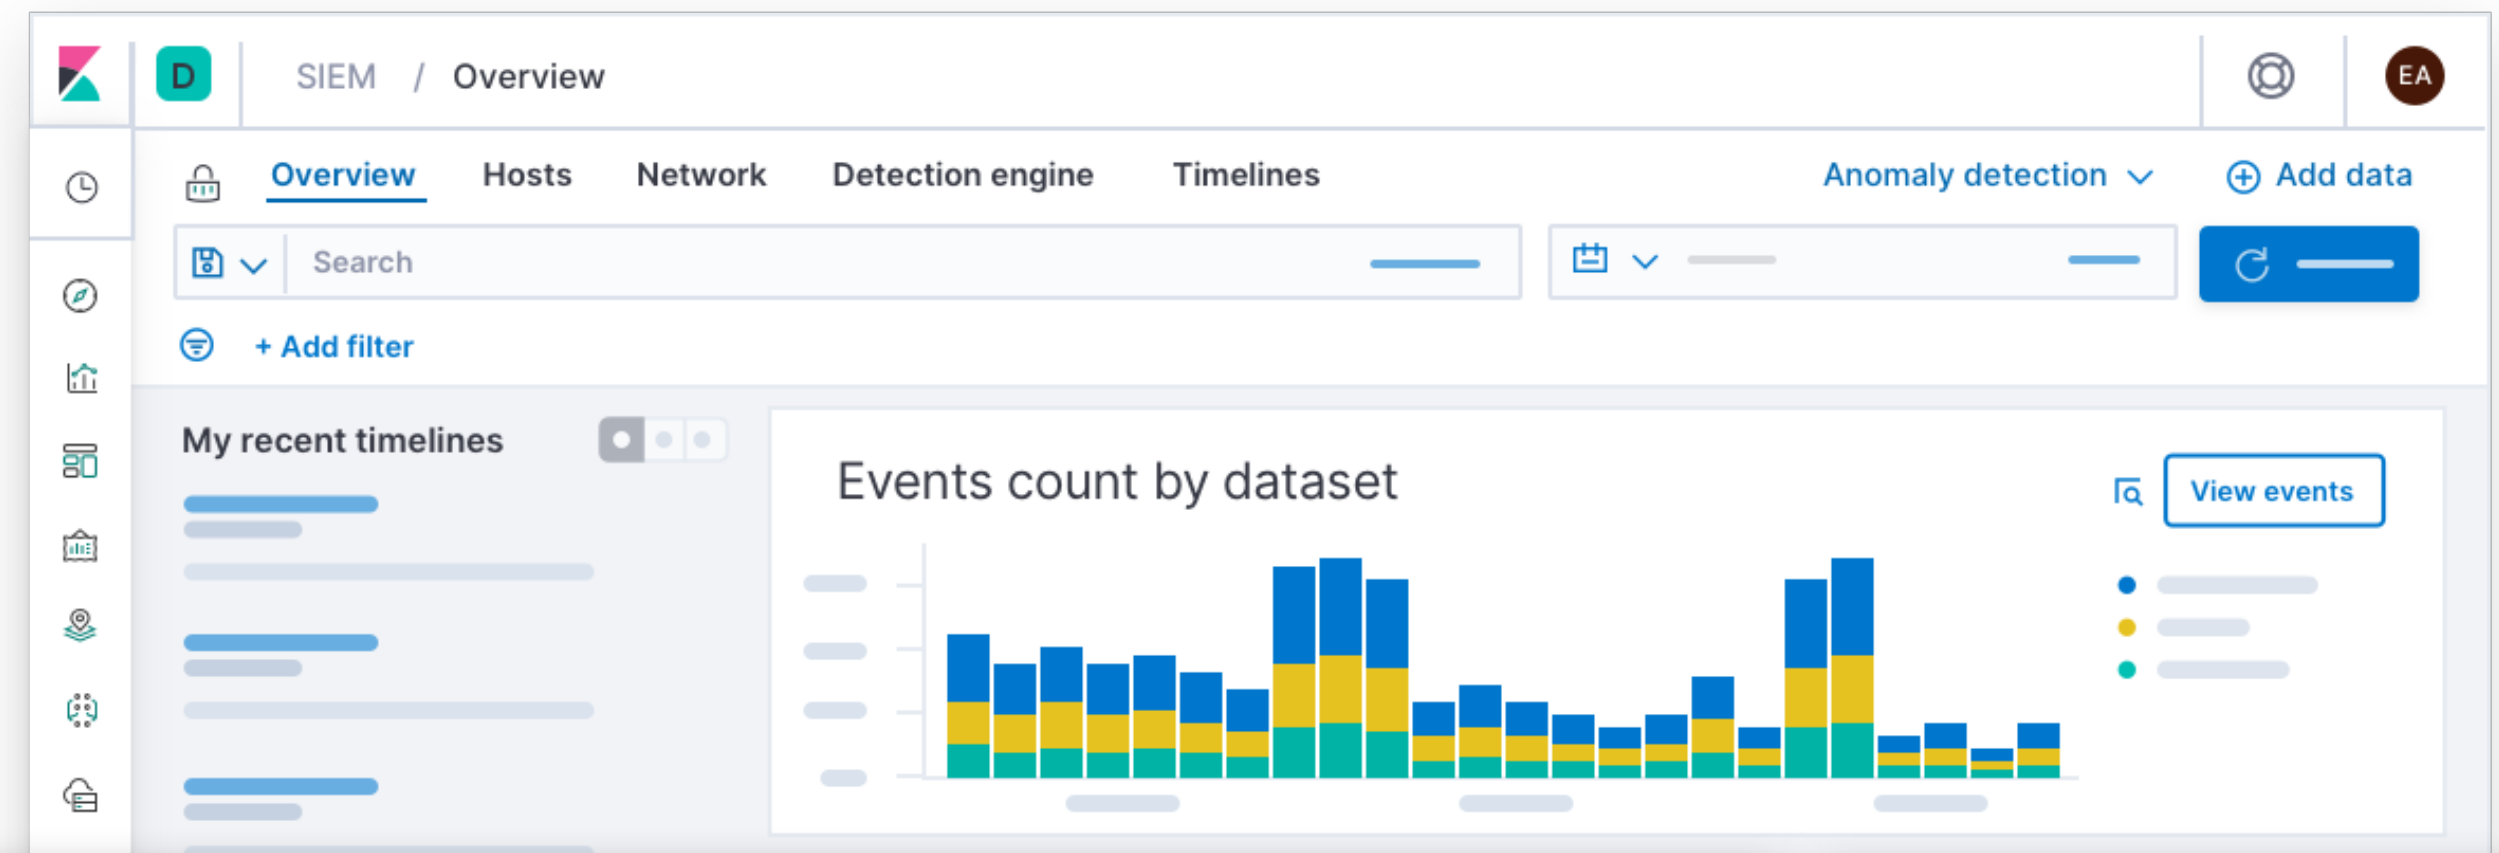 D SIEM / Overview EA
Overview Hosts Network Detection engine Timelines Anomaly detection Add data
Search
+ Add filter
My recent timelines
Events count by dataset
View events